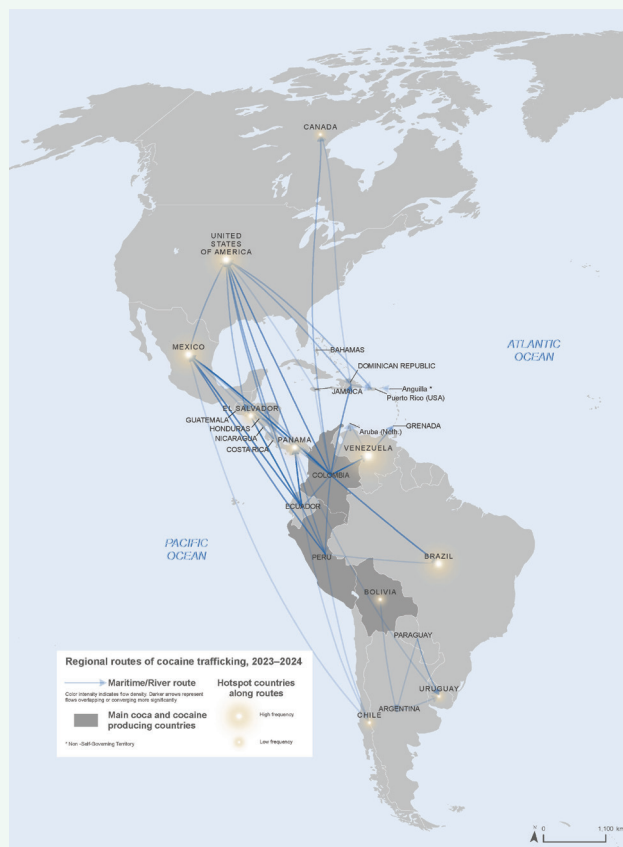 CANADA
UNITED
STATES
OF AMERICA
MEXICO
BAHAMAS
DOMINICAN REPUBLIC
ATLANTIC
OCEAN
JAMAICA
Anguilla *
Puerto Rico (USA)
EL SALVADOR
GUATEMALA
HONDURAS
NICARAGUA
COSTA RICA
PANAMA
Aruba (Neth.)
GRENADA
VENEZUELA
COLOMBIA
ECUADOR
PACIFIC
OCEAN
PERU
BRAZIL
BOLIVIA
PARAGUAY
URUGUAY
ARGENTINA
CHILE
Regional routes of cocaine trafficking, 2023–2024
Maritime/River route
Color intensity indicates flow density. Darker arrows represent
flows overlapping or converging more significantly
Main coca and cocaine
producing countries
* Non -Self-Governing Territory
Hotspot countries
along routes
High frequency
Low frequency
N
0 1,100 km